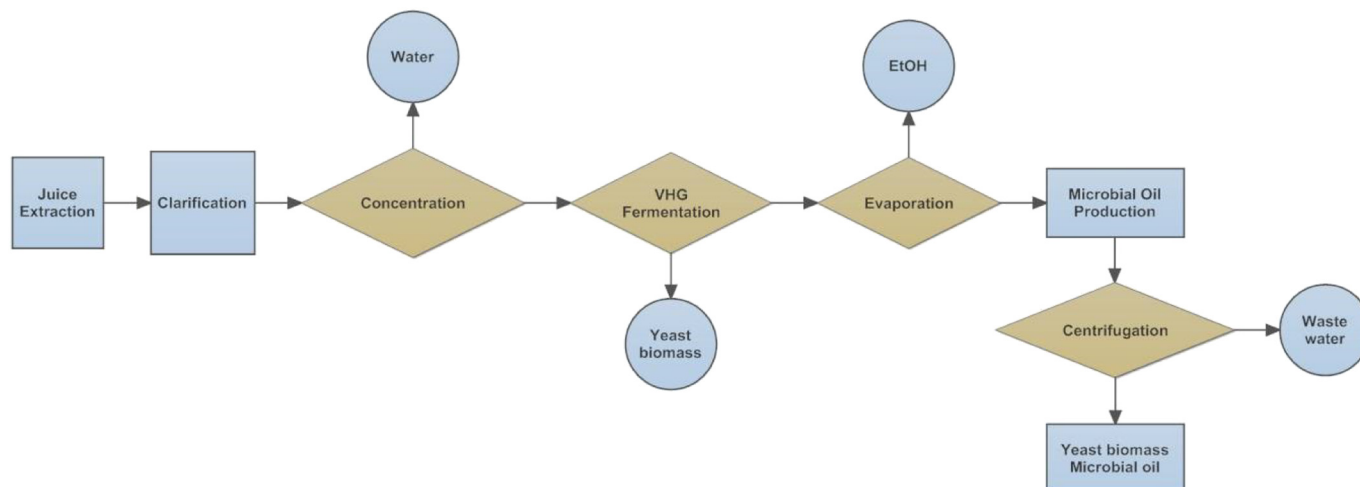 Water
EtOH
Juice
Extraction
Clarification
Concentration
VHG
Fermentation
Evaporation
Microbial Oil
Production
Yeast
biomass
Centrifugation
Waste
water
Yeast biomass
Microbial oil